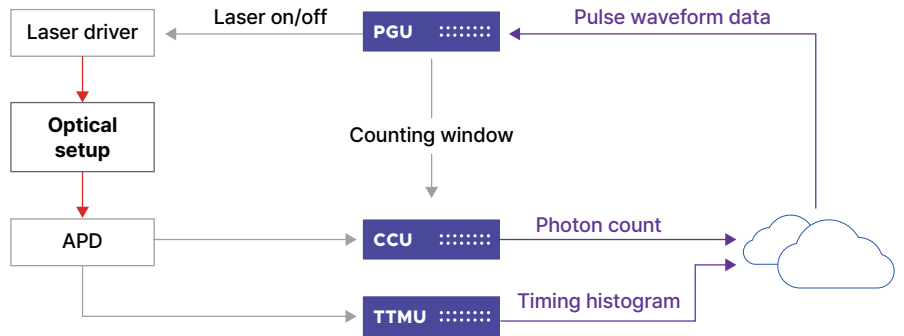 Laser driver
Laser on/off
PGU
Pulse waveform data
Optical
setup
Counting window
APD
CCU
Photon count
TTMU
Timing histogram